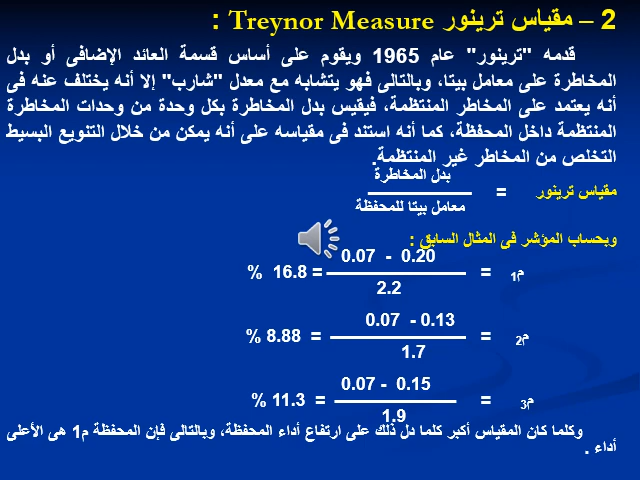 2 – مقياس ترينور Treynor Measure :
قدمه "ترينور" عام 1965 ويقوم على أساس قسمة العائد الإضافى أو بدل
المخاطرة على معامل بيتا، وبالتالى فهو يتشابه مع معدل "شارب" إلا أنه يختلف عنه فى
أنه يعتمد على المخاطر المنتظمة، فيقيس بدل المخاطرة بكل وحدة من وحدات المخاطرة
المنتظمة داخل المحفظة، كما أنه استند فى مقياسه على أنه يمكن من خلال التنويع البسيط
التخلص من المخاطر غير المنتظمة.
بدل المخاطرة
مقياس ترينور =
معامل بيتا للمحفظة
وبحساب المؤشر فى المثال السابق :
0.07 - 0.20
م1 = = 16.8 %
2.2
0.07 - 0.13
م2 = = 8.88 %
1.7
0.07 - 0.15
م3 = = 11.3 %
1.9
وكلما كان المقياس أكبر كلما دل ذلك على ارتفاع أداء المحفظة، وبالتالى فإن المحفظة م1 هى الأعلى
أداء .